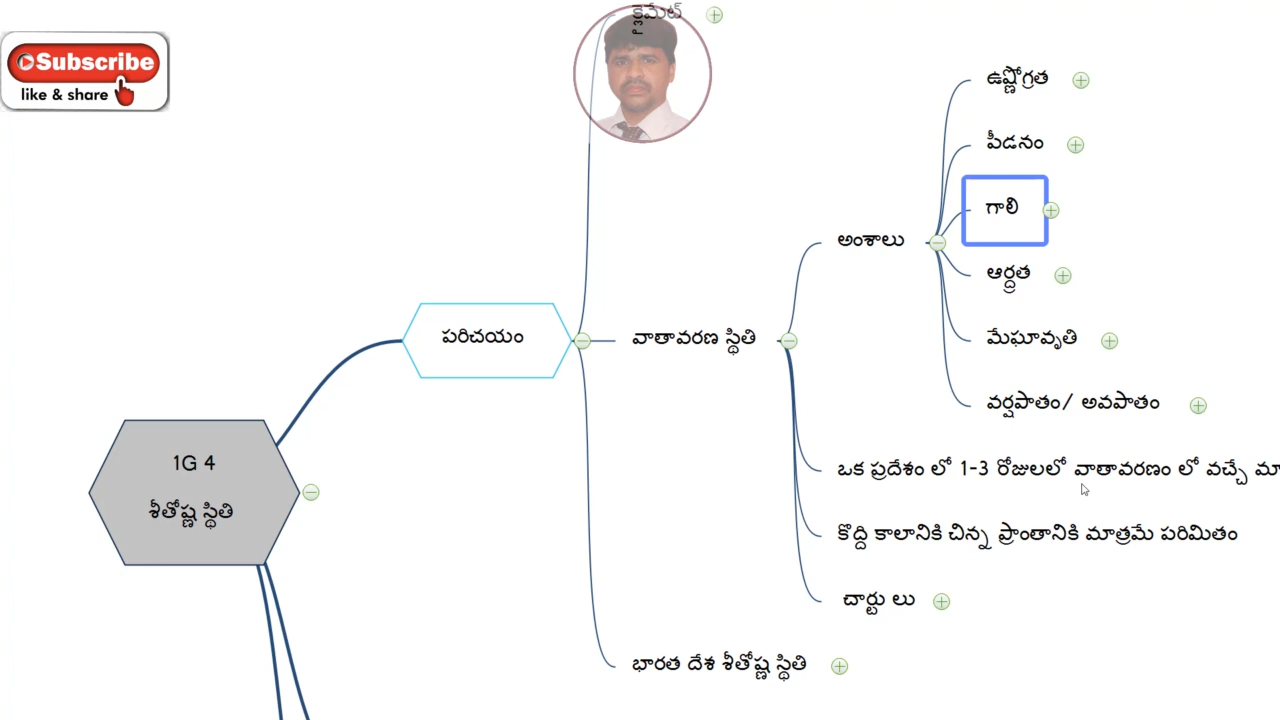 క్లైమేట్
Subscribe
like & share
ఉష్ణోగ్రత
పీడనం
గాలి
ఆర్ద్రత
మేఘావృతి
వర్షపాతం/ అవపాతం
అంశాలు
పరిచయం
వాతావరణ స్థితి
ఒక ప్రదేశం లో 1-3 రోజులలో వాతావరణం లో వచ్చే మా
కొద్ది కాలానికి చిన్న ప్రాంతానికి మాత్రమే పరిమితం
చార్టు లు
భారత దేశ శీతోష్ణ స్థితి
1G 4
శీతోష్ణ స్థితి